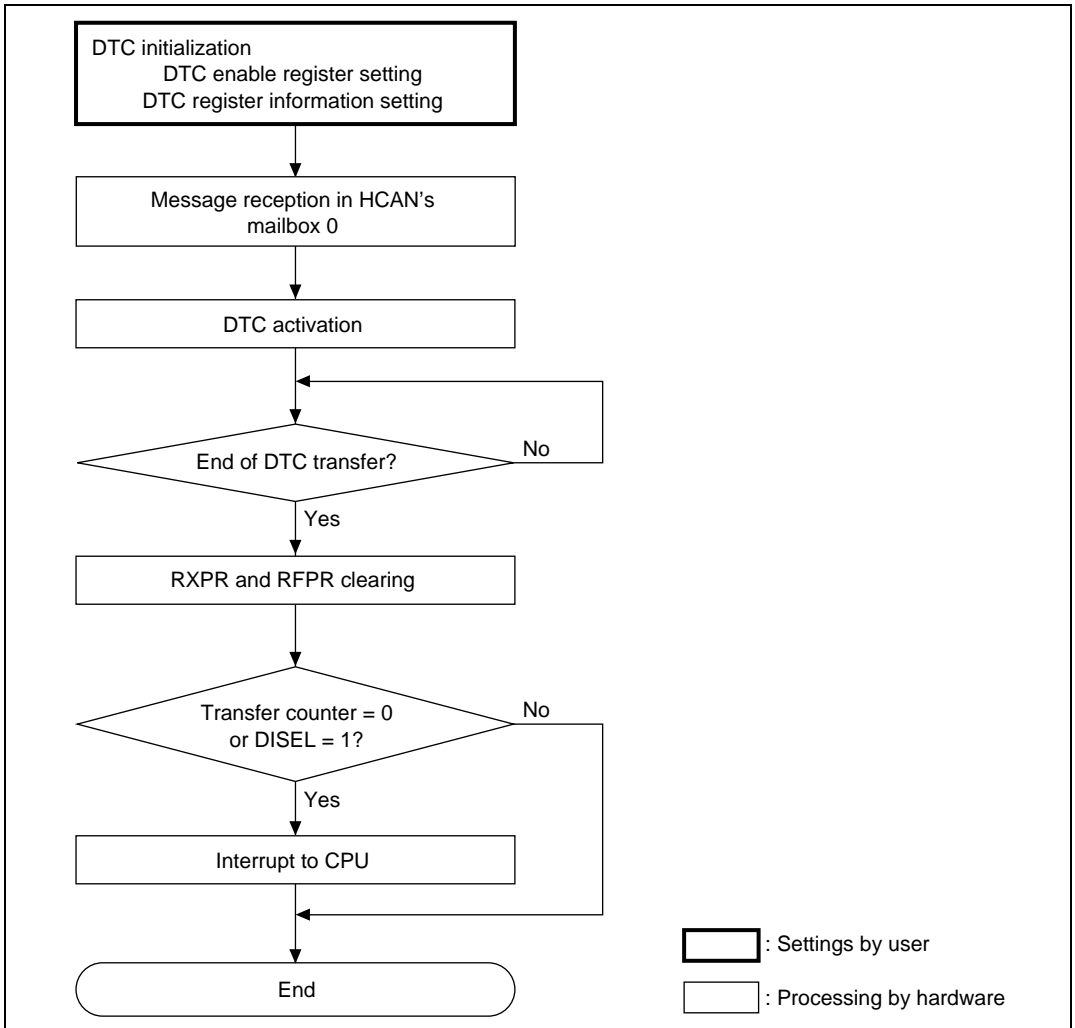 DTC initialization
DTC enable register setting
DTC register information setting
Message reception in HCAN's
mailbox 0
DTC activation
End of DTC transfer?
No
Yes
RXPR and RFPR clearing
Transfer counter = 0
or DISEL = 1?
No
Yes
Interrupt to CPU
End
: Settings by user
: Processing by hardware